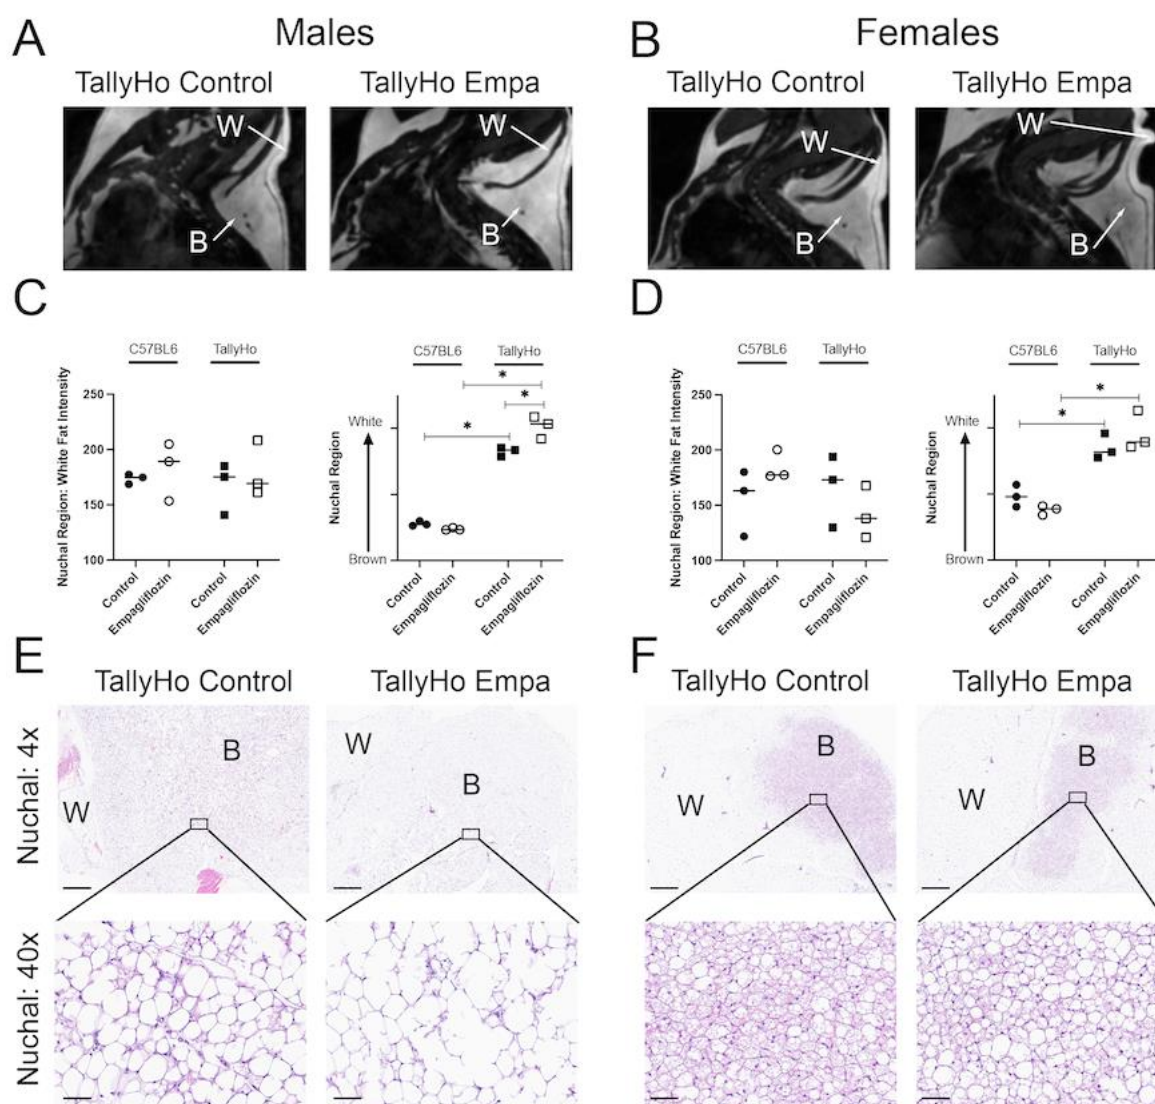 A
Males
TallyHo Control
TallyHo Empa
W
B
W
B
B
Females
TallyHo Control
TallyHo Empa
W
B
W
B
C
C57BL6
TallyHo
Nuchal Region: White Fat Intensity
250
200
150
100
Control
Empagliflozin
Control
Empagliflozin
C57BL6
TallyHo
*
*
*
Nuchal Region
White
Brown
Control
Empagliflozin
Control
Empagliflozin
D
C57BL6
TallyHo
Nuchal Region: White Fat Intensity
250
200
150
100
Control
Empagliflozin
Control
Empagliflozin
C57BL6
TallyHo
*
*
Nuchal Region
White
Brown
Control
Empagliflozin
Control
Empagliflozin
E
TallyHo Control
TallyHo Empa
Nuchal: 4x
W
B
W
B
Nuchal: 40x
F
TallyHo Control
TallyHo Empa
W
B
W
B